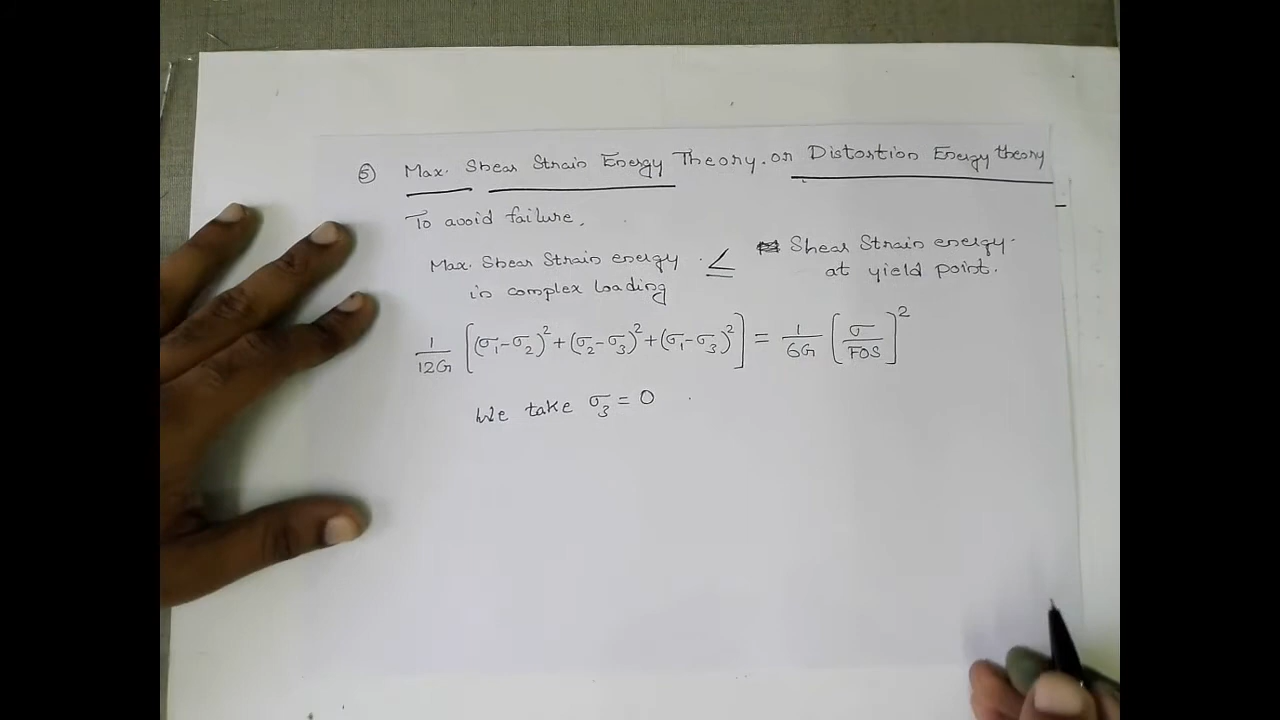 ⑤ Max. Shear Strain Energy Theory. or Distortion Energy theory
To avoid failure,
Max. Shear Strain energy in complex loading ≤ Shear Strain energy at yield point.
1/12G [(σ₁-σ₂)² + (σ₂-σ₃)² + (σ₁-σ₃)²] = 1/6G [σ/FOS]²
We take σ₃ = 0